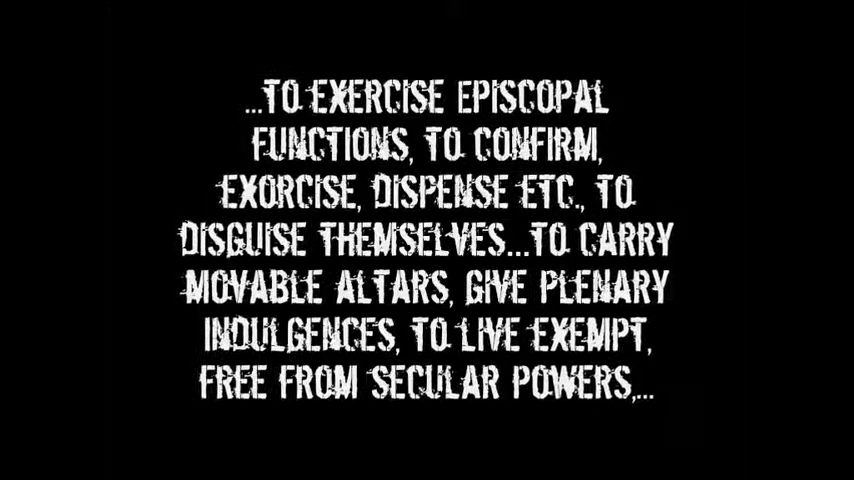 ...TO EXERCISE EPISCOPAL
FUNCTIONS, TO CONFIRM,
EXORCISE, DISPENSE ETC., TO
DISGUISE THEMSELVES...TO CARRY
MOVABLE ALTARS, GIVE PLENARY
INDULGENCES, TO LIVE EXEMPT,
FREE FROM SECULAR POWERS,...